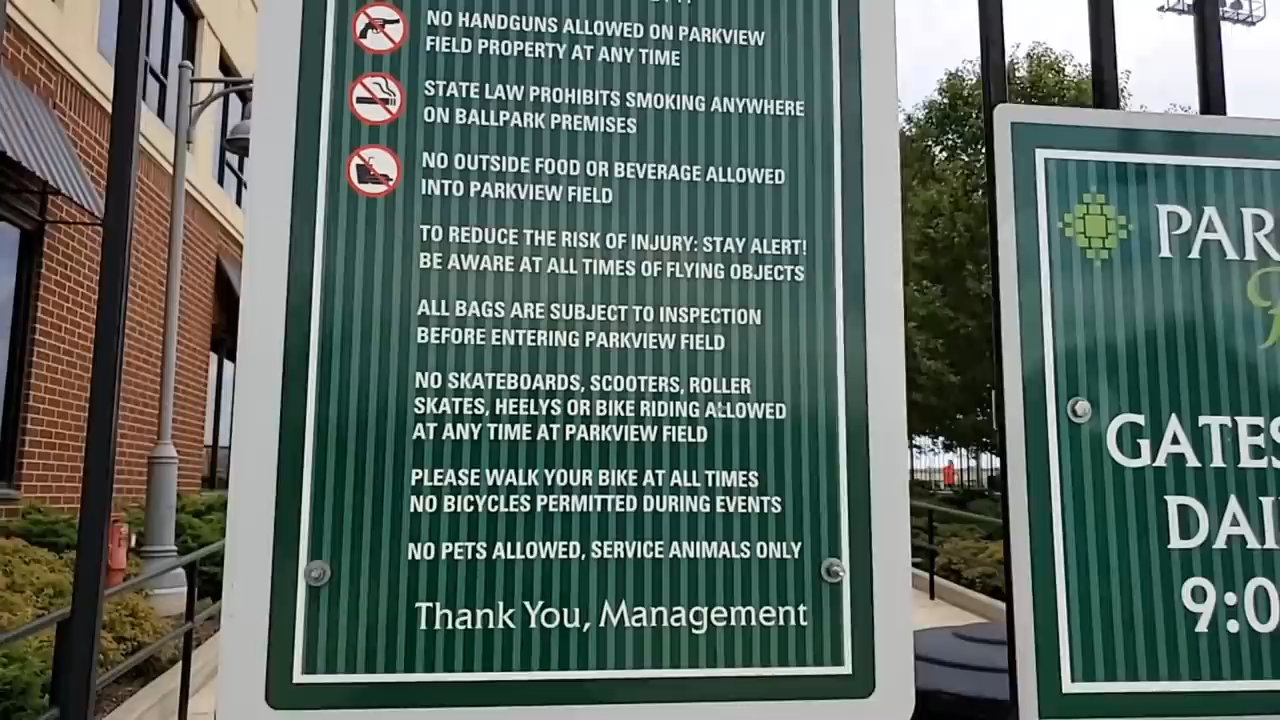 NO HANDGUNS ALLOWED ON PARKVIEW
FIELD PROPERTY AT ANY TIME
STATE LAW PROHIBITS SMOKING ANYWHERE
ON BALLPARK PREMISES
NO OUTSIDE FOOD OR BEVERAGE ALLOWED
INTO PARKVIEW FIELD
TO REDUCE THE RISK OF INJURY: STAY ALERT!
BE AWARE AT ALL TIMES OF FLYING OBJECTS
ALL BAGS ARE SUBJECT TO INSPECTION
BEFORE ENTERING PARKVIEW FIELD
NO SKATEBOARDS, SCOOTERS, ROLLER
SKATES, HEELYS OR BIKE RIDING ALLOWED
AT ANY TIME AT PARKVIEW FIELD
PLEASE WALK YOUR BIKE AT ALL TIMES
NO BICYCLES PERMITTED DURING EVENTS
NO PETS ALLOWED, SERVICE ANIMALS ONLY
Thank You, Management
PAR
GATES
DAI
9:0